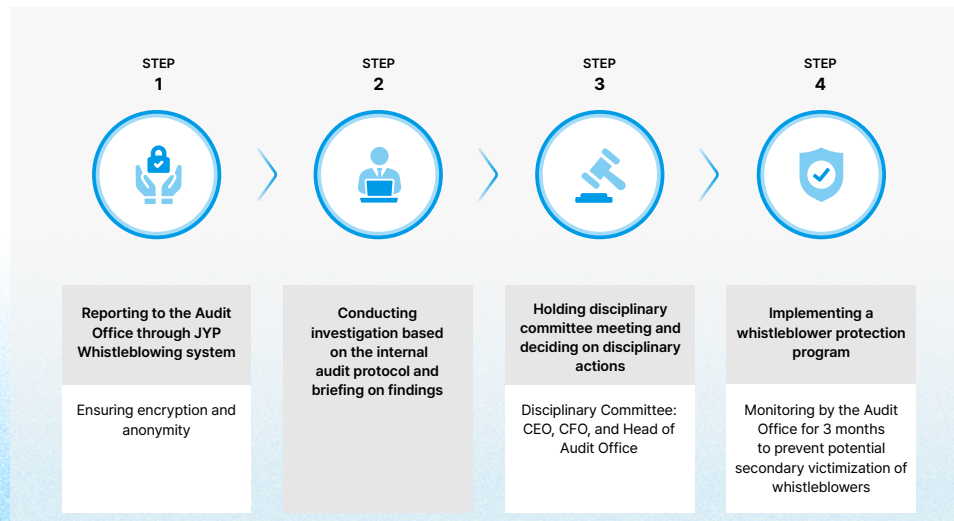 STEP
1
STEP
2
STEP
3
STEP
4
Reporting to the Audit
Office through JYP
Whistleblowing system
Ensuring encryption and
anonymity
Conducting
investigation based
on the internal
audit protocol and
briefing on findings
Holding disciplinary
committee meeting and
deciding on disciplinary
actions
Disciplinary Committee:
CEO, CFO, and Head of
Audit Office
Implementing a
whistleblower protection
program
Monitoring by the Audit
Office for 3 months
to prevent potential
secondary victimization of
whistleblowers